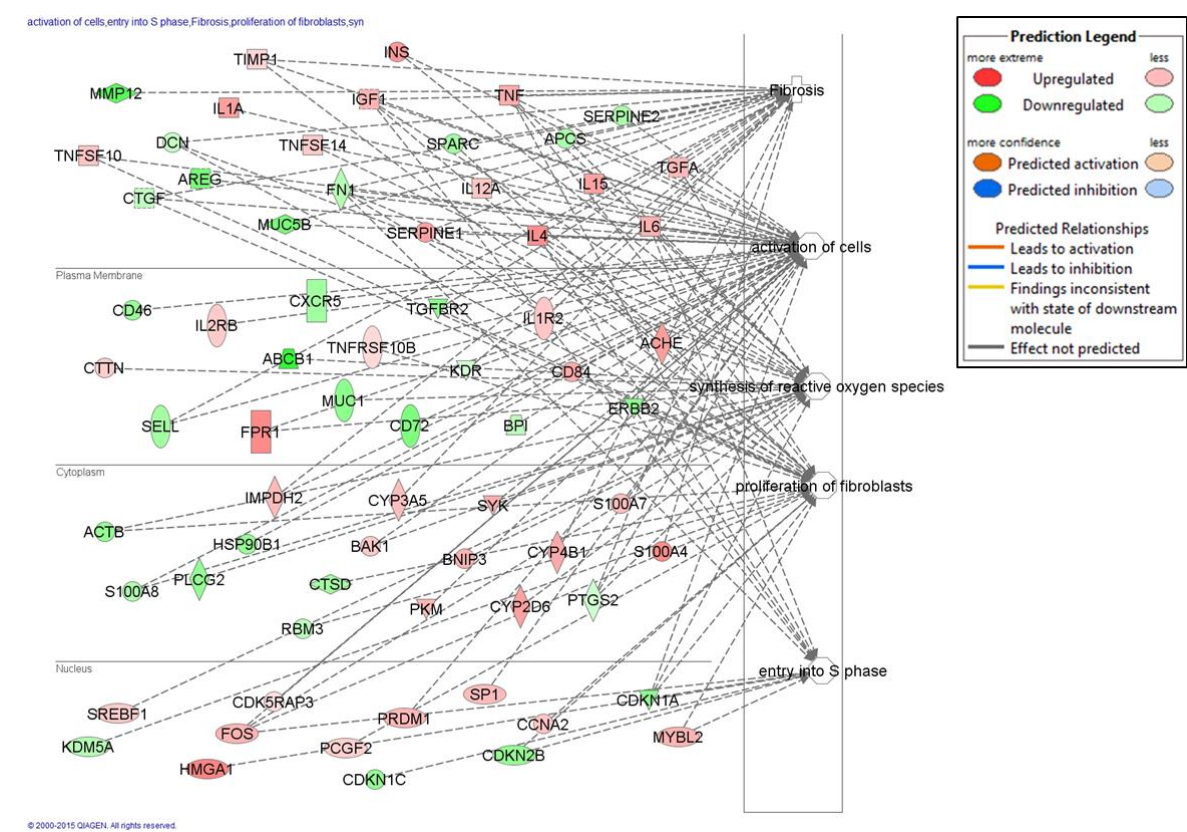 activation of cells,entry into S phase,Fibrosis,proliferation of fibroblasts,syn
TIMP1
INS
MMP12
IL1A
IGF1
TNF
Fibrosis
SERPINE2
DCN
TNFSF14
SPARC
APCS
TNFSF10
TGFA
AREG
FN1
IL12A
IL15
CTGF
MUC5B
SERPINE1
IL4
IL6
activation of cells
Plasma Membrane
CD46
CXCR5
TGFBR2
IL2RB
IL1R2
TNFRSF10B
ACHE
CTTN
ABCB1
KDR
CD84
synthesis of reactive oxygen species
MUC1
ERBB2
SELL
FPR1
CD72
BPI
Cytoplasm
proliferation of fibroblasts
IMPDH2
CYP3A5
SYK
S100A7
ACTB
HSP90B1
BAK1
BNIP3
CYP4B1
S100A4
S100A8
PLCG2
CTSD
PKM
CYP2D6
PTGS2
RBM3
Nucleus
entry into S phase
SREBF1
CDK5RAP3
SP1
CDKN1A
FOS
PRDM1
CCNA2
KDM5A
PCGF2
CDKN2B
MYBL2
HMGA1
CDKN1C
© 2000-2015 QIAGEN. All rights reserved.
Prediction Legend
more extreme less
Upregulated
Downregulated
more confidence less
Predicted activation
Predicted inhibition
Predicted Relationships
Leads to activation
Leads to inhibition
Findings inconsistent
with state of downstream
molecule
Effect not predicted